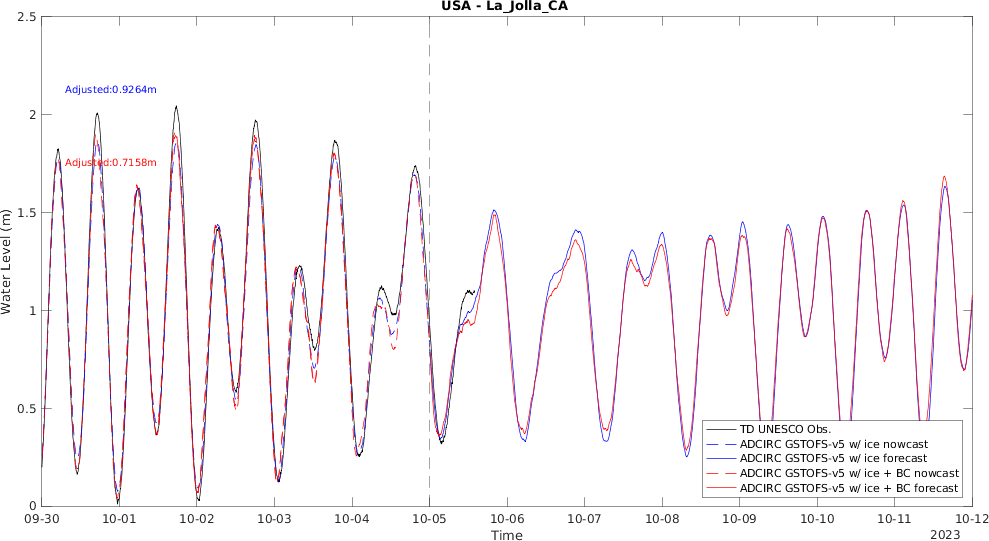 USA - La_Jolla_CA
2.5
2
1.5
1
0.5
0
Water Level (m)
Adjusted:0.9264m
Adjusted:0.7158m
TD UNESCO Obs.
ADCIRC GSTOFS-v5 w/ ice nowcast
ADCIRC GSTOFS-v5 w/ ice forecast
ADCIRC GSTOFS-v5 w/ ice + BC nowcast
ADCIRC GSTOFS-v5 w/ ice + BC forecast
09-30 10-01 10-02 10-03 10-04 10-05 10-06 10-07 10-08 10-09 10-10 10-11 10-12
Time
2023